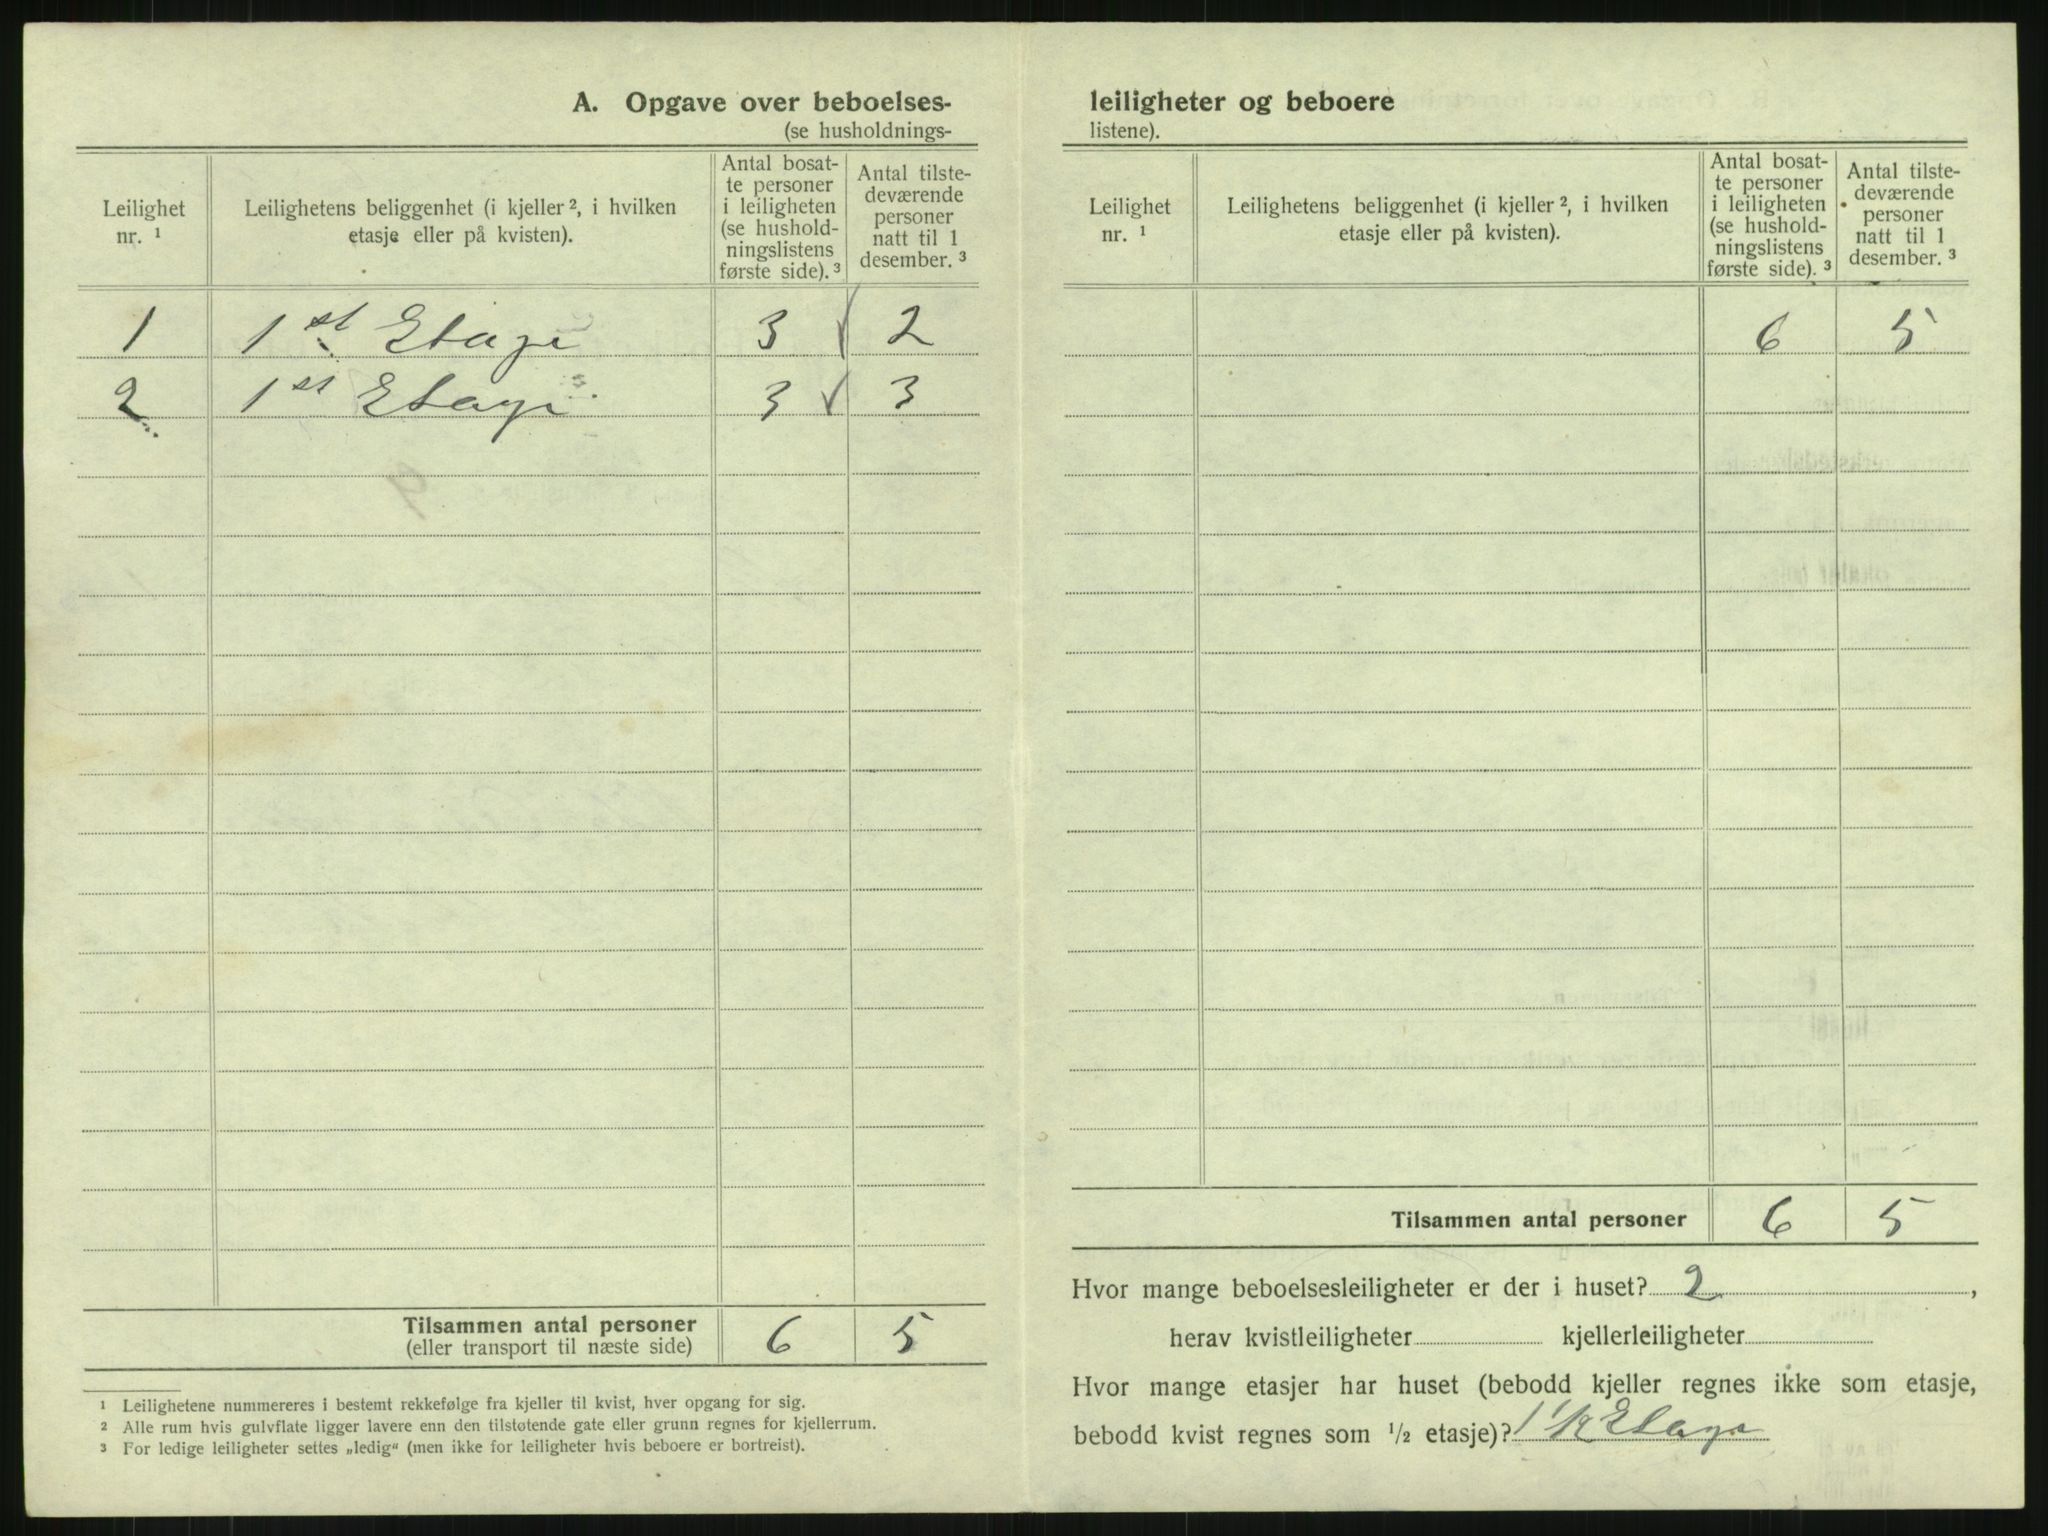 A. Opgave over beboelses-
(se husholdnings-
Leilighet nr. ¹
Leilighetens beliggenhet (i kjeller ², i hvilken etasje eller på kvisten).
Antal bosatte personer i leiligheten (se husholdningslistens første side). ³
Antal tilstedeværende personer natt til 1 desember. ³
1 1st Etage 3 2
2 1st Etage 3 3
9
Tilsammen antal personer 6 5
(eller transport til næste side)
¹ Leilighetene nummereres i bestemt rekkefølge fra kjeller til kvist, hver opgang for sig.
² Alle rum hvis gulvflate ligger lavere enn den tilstøtende gate eller grunn regnes for kjellerrum.
³ For ledige leiligheter settes „ledig“ (men ikke for leiligheter hvis beboere er bortreist).
leiligheter og beboere
listene).
Leilighet nr. ¹
Leilighetens beliggenhet (i kjeller ², i hvilken etasje eller på kvisten).
Antal bosatte personer i leiligheten (se husholdningslistens første side). ³
Antal tilstedeværende personer natt til 1 desember. ³
6 5
Tilsammen antal personer 6 5
Hvor mange beboelsesleiligheter er der i huset? 2,
herav kvistleiligheter kjellerleiligheter
Hvor mange etasjer har huset (bebodd kjeller regnes ikke som etasje,
bebodd kvist regnes som ½ etasje)? 1 1/2 Etage